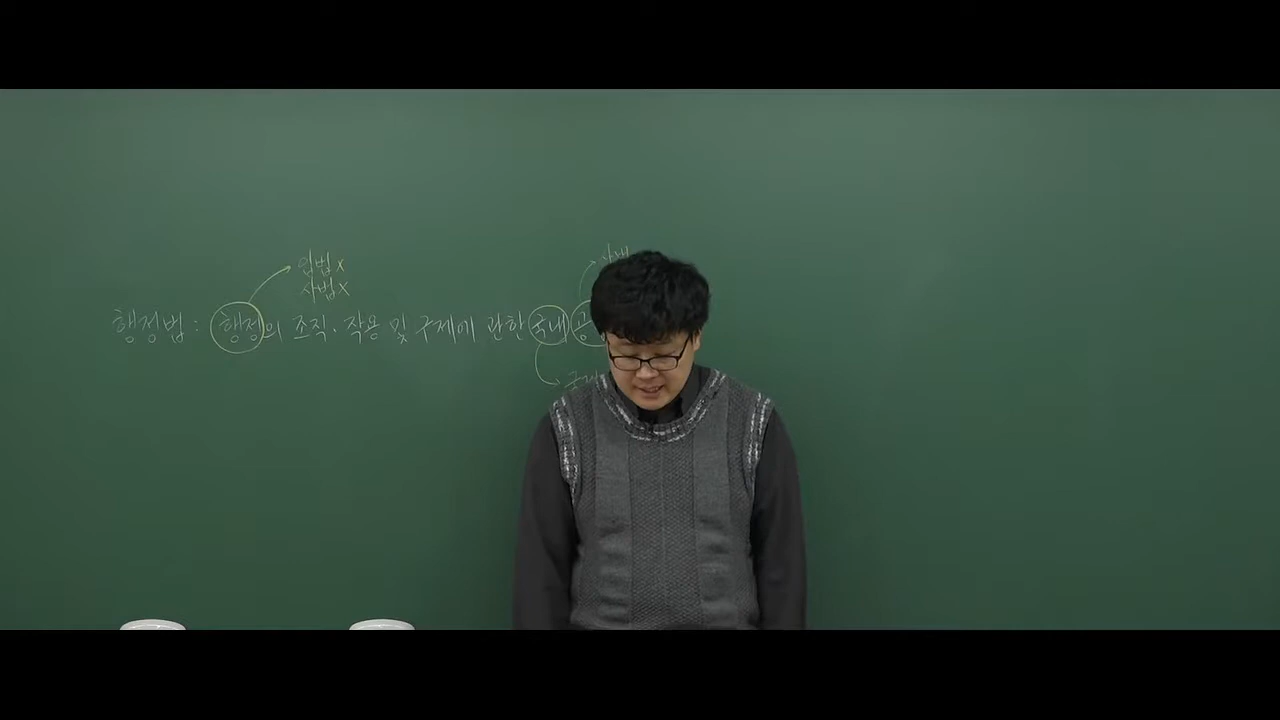 입법 x
사법 x
행정법 : 행정의 조직·작용 및 구제에 관한 국내 공